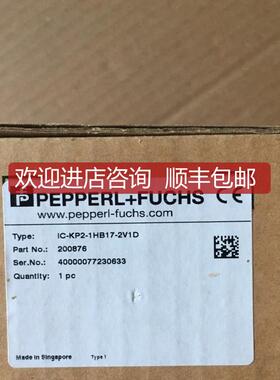 PEPPERL+FUCHS CE
欢迎进店咨询 顺丰包邮
www.pepperl-fuchs.com
Type: IC-KP2-1HB17-2V1D
Part No.: 200876
Ser.No.: 40000077230633
Quantity: 1 pc
Made in Singapore Type 1